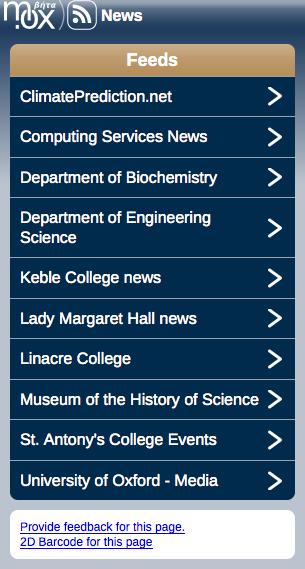 mox βήτα News
Feeds
ClimatePrediction.net
Computing Services News
Department of Biochemistry
Department of Engineering
Science
Keble College news
Lady Margaret Hall news
Linacre College
Museum of the History of Science
St. Antony's College Events
University of Oxford - Media
Provide feedback for this page.
2D Barcode for this page